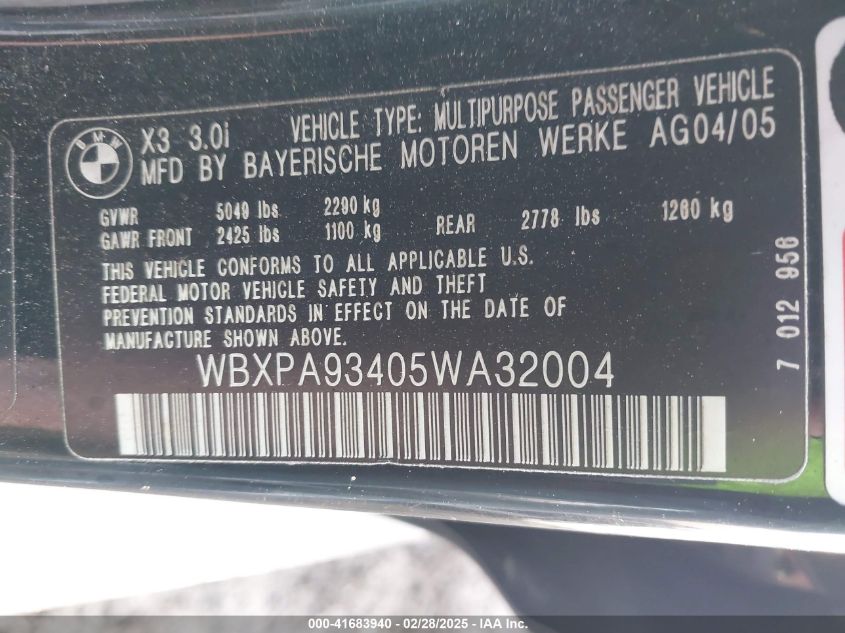 BMW
X3 3.0i VEHICLE TYPE: MULTIPURPOSE PASSENGER VEHICLE
MFD BY BAYERISCHE MOTOREN WERKE AG04/05
GVWR 5049 lbs 2290 kg
GAWR FRONT 2425 lbs 1100 kg REAR 2778 lbs 1260 kg
THIS VEHICLE CONFORMS TO ALL APPLICABLE U.S.
FEDERAL MOTOR VEHICLE SAFETY AND THEFT
PREVENTION STANDARDS IN EFFECT ON THE DATE OF
MANUFACTURE SHOWN ABOVE.
WBXPA93405WA32004
7 012 956
000-41683940 - 02/28/2025 - IAA Inc.